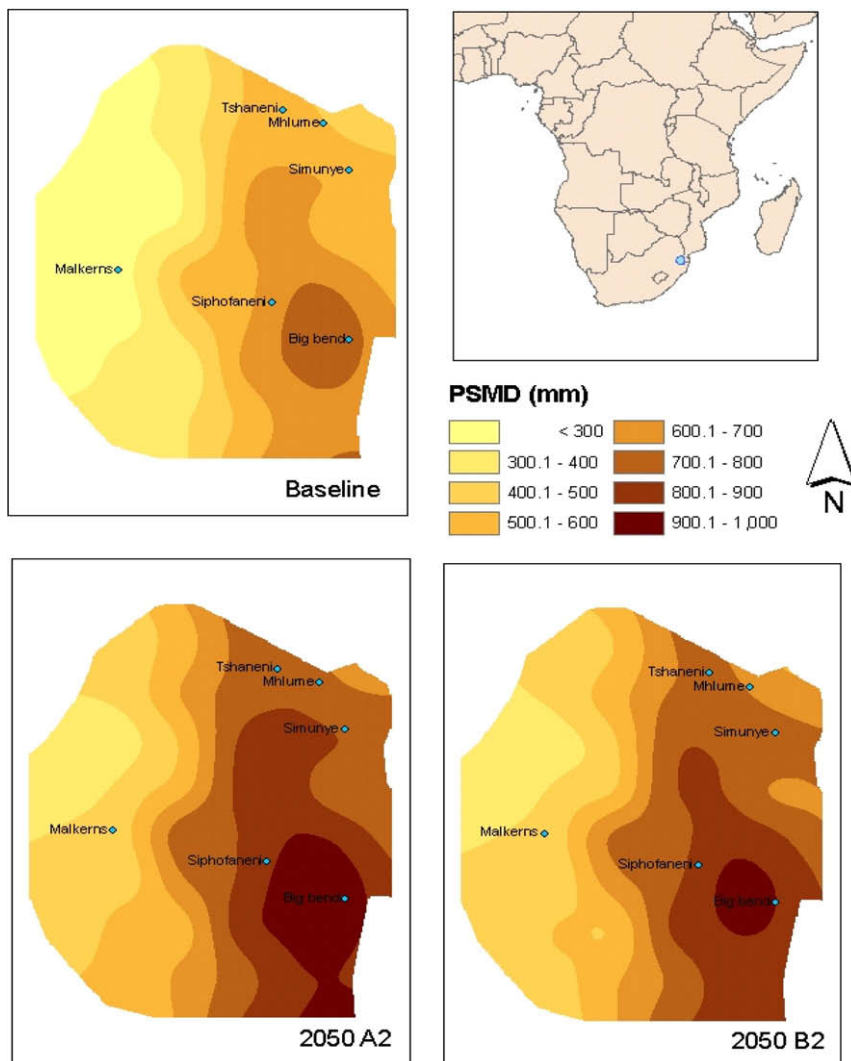 Tshaneni
Mhlume
Simunye
Malkerns
Siphofaneni
Big bend
Baseline
PSMD (mm)
< 300
300.1 - 400
400.1 - 500
500.1 - 600
600.1 - 700
700.1 - 800
800.1 - 900
900.1 - 1,000
N
Tshaneni
Mhlume
Simunye
Malkerns
Siphofaneni
Big bend
2050 A2
Tshaneni
Mhlume
Simunye
Malkerns
Siphofaneni
Big bend
2050 B2